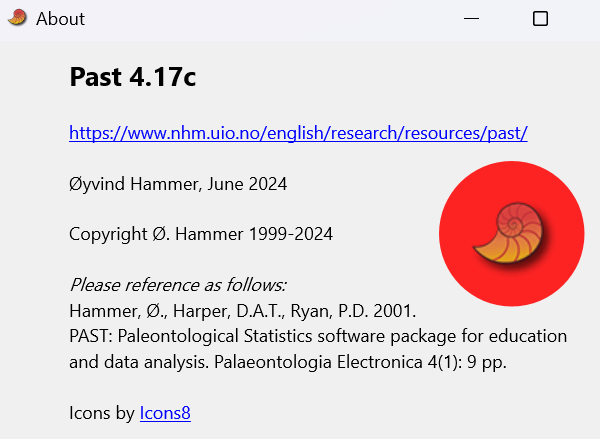 About
Past 4.17c
https://www.nhm.uio.no/english/research/resources/past/
Øyvind Hammer, June 2024
Copyright Ø. Hammer 1999-2024
Please reference as follows:
Hammer, Ø., Harper, D.A.T., Ryan, P.D. 2001.
PAST: Paleontological Statistics software package for education
and data analysis. Palaeontologia Electronica 4(1): 9 pp.
Icons by Icons8